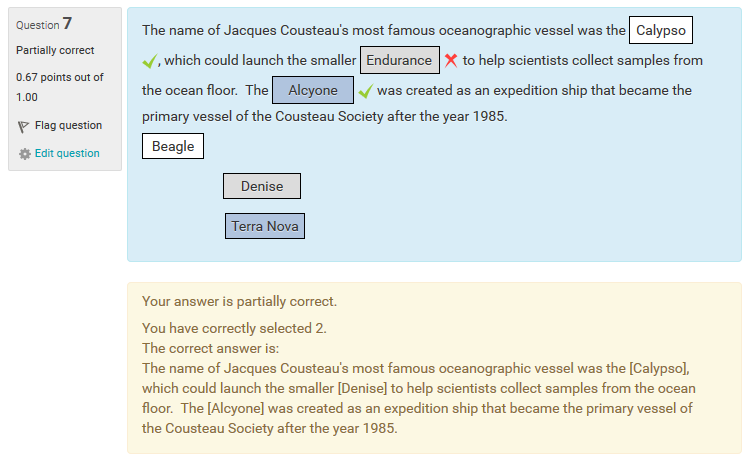 Question 7
Partially correct
0.67 points out of
1.00
Flag question
Edit question
The name of Jacques Cousteau's most famous oceanographic vessel was the Calypso
, which could launch the smaller Endurance to help scientists collect samples from
the ocean floor. The Alcyone was created as an expedition ship that became the
primary vessel of the Cousteau Society after the year 1985.
Beagle
Denise
Terra Nova
Your answer is partially correct.
You have correctly selected 2.
The correct answer is:
The name of Jacques Cousteau's most famous oceanographic vessel was the [Calypso],
which could launch the smaller [Denise] to help scientists collect samples from the ocean
floor. The [Alcyone] was created as an expedition ship that became the primary vessel of
the Cousteau Society after the year 1985.